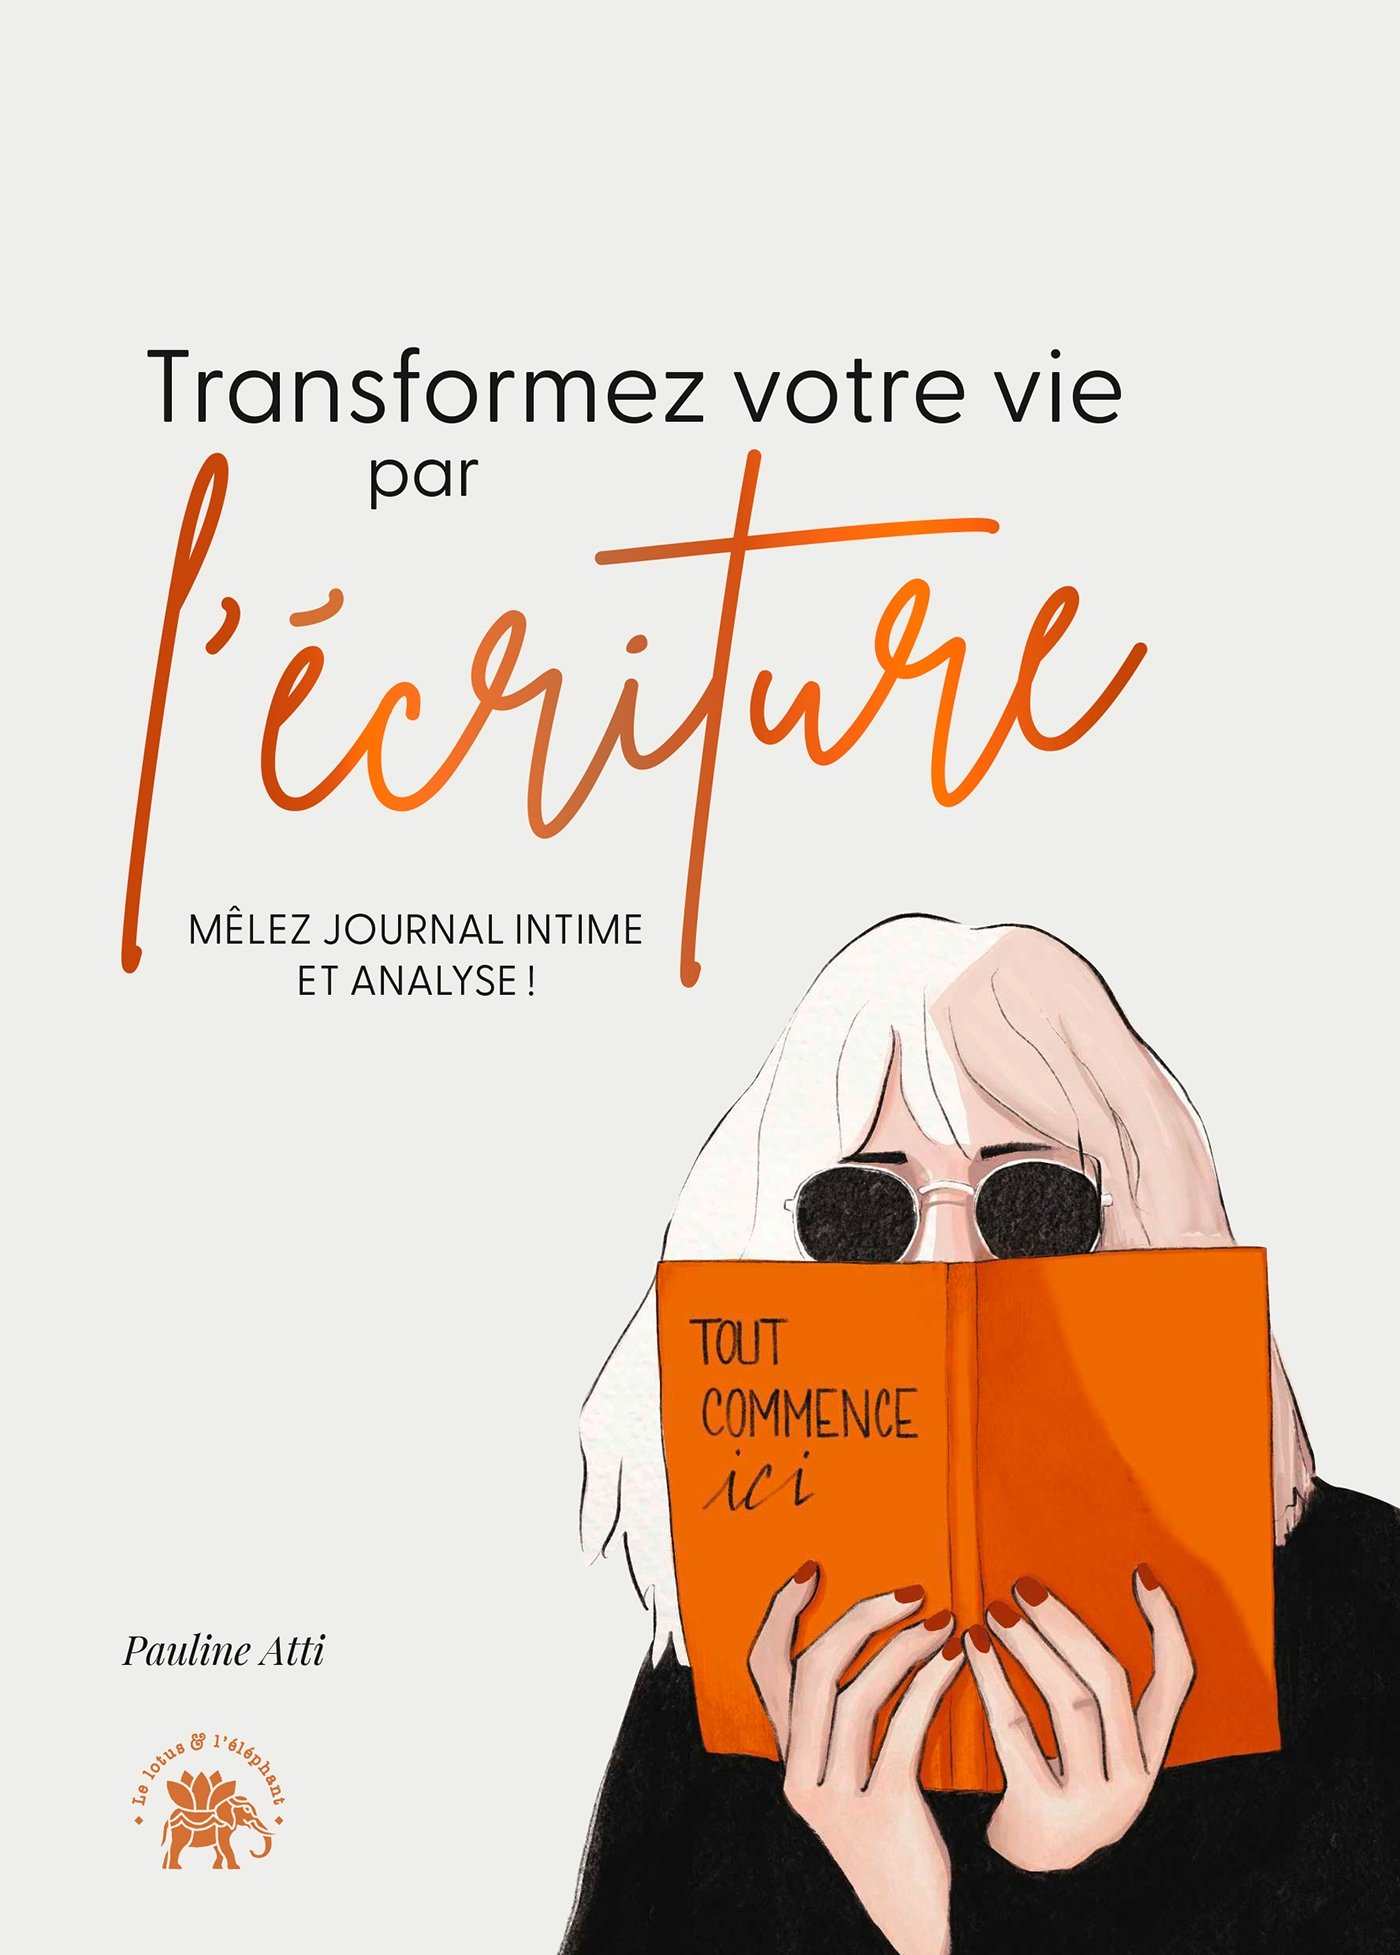 Transformez votre vie
par
l'écriture
MÊLEZ JOURNAL INTIME
ET ANALYSE !
TOUT
COMMENCE
ici
Pauline Atti
Le lotus & l'éléphant